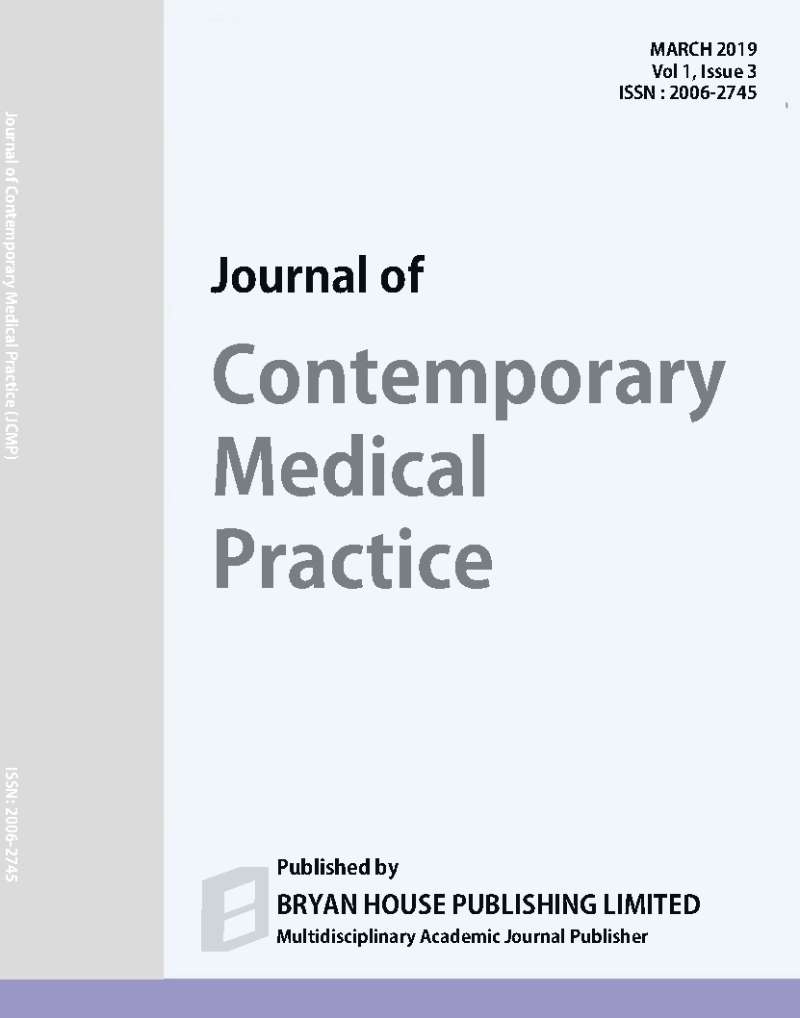 MARCH 2019
Vol 1, Issue 3
ISSN : 2006-2745
Journal of Contemporary Medical Practice (JCMP)
Journal of
Contemporary
Medical
Practice
ISSN: 2006-2745
Published by
BRYAN HOUSE PUBLISHING LIMITED
Multidisciplinary Academic Journal Publisher